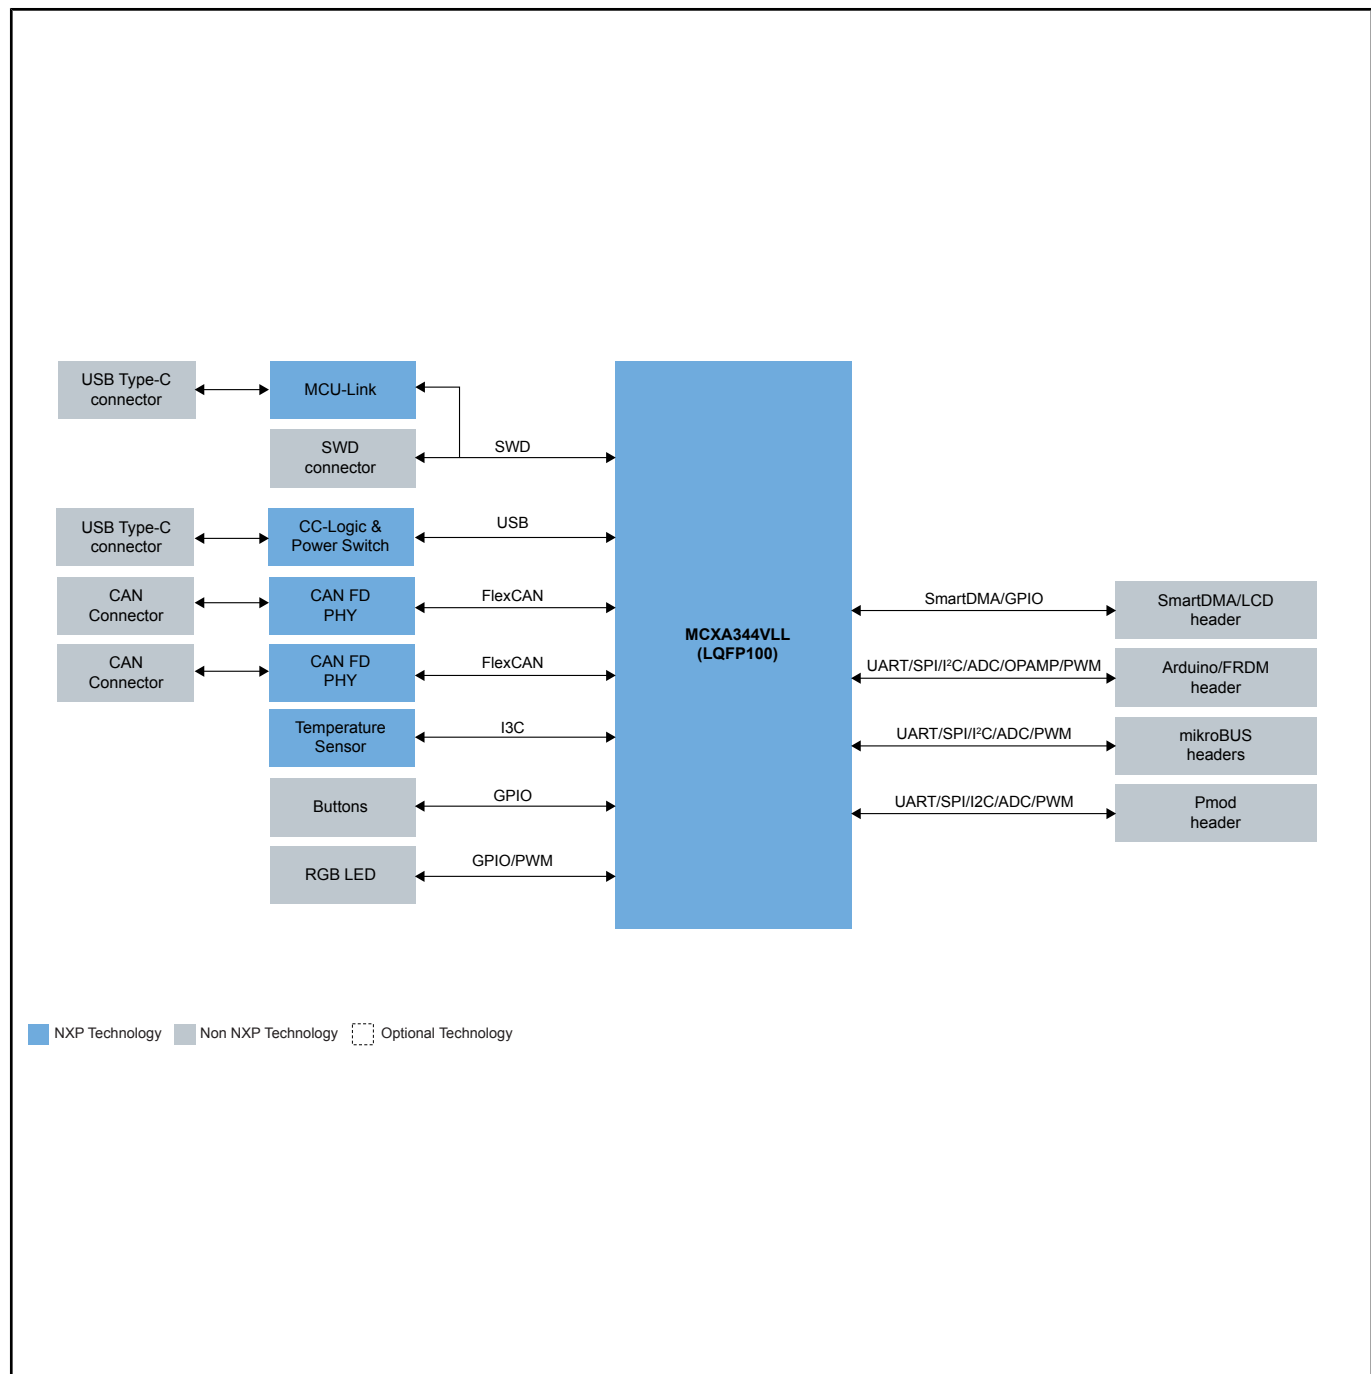 USB Type-C
connector
MCU-Link
SWD
connector
SWD
USB Type-C
connector
CC-Logic &
Power Switch
USB
CAN
Connector
CAN FD
PHY
FlexCAN
CAN
Connector
CAN FD
PHY
FlexCAN
Temperature
Sensor
I3C
Buttons
GPIO
RGB LED
GPIO/PWM
MCXA344VLL
(LQFP100)
SmartDMA/GPIO
SmartDMA/LCD
header
UART/SPI/I²C/ADC/OPAMP/PWM
Arduino/FRDM
header
UART/SPI/I²C/ADC/PWM
mikroBUS
headers
UART/SPI/I2C/ADC/PWM
Pmod
header
NXP Technology
Non NXP Technology
Optional Technology